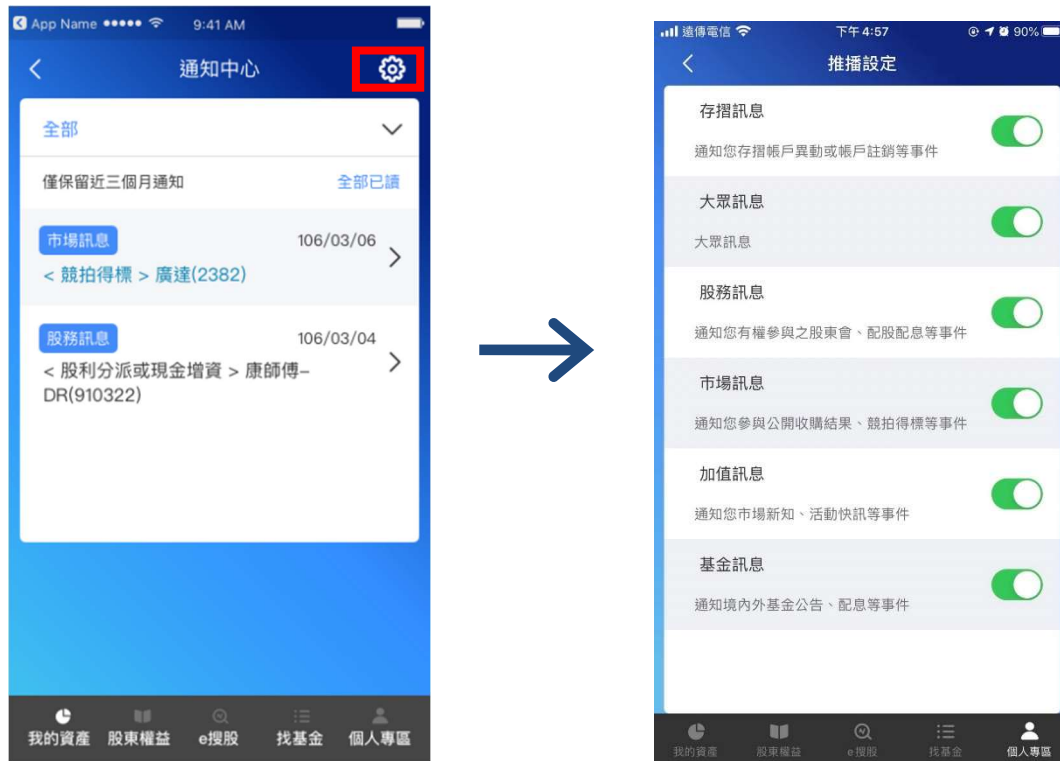 App Name 9:41 AM
通知中心
全部
僅保留近三個月通知 全部已讀
市場訊息 106/03/06
< 競拍得標 > 廣達(2382)
股務訊息 106/03/04
< 股利分派或現金增資 > 康師傅–
DR(910322)
我的資產 股東權益 e搜股 找基金 個人專區
遠傳電信 下午 4:57 90%
推播設定
存摺訊息
通知您存摺帳戶異動或帳戶註銷等事件
大眾訊息
大眾訊息
股務訊息
通知您有權參與之股東會、配股配息等事件
市場訊息
通知您參與公開收購結果、競拍得標等事件
加值訊息
通知您市場新知、活動快訊等事件
基金訊息
通知境內外基金公告、配息等事件
我的資產 股東權益 e搜股 找基金 個人專區